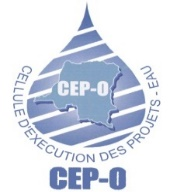 CEP-O
CELLULE D'EXECUTION DES PROJETS - EAU
CEP-O